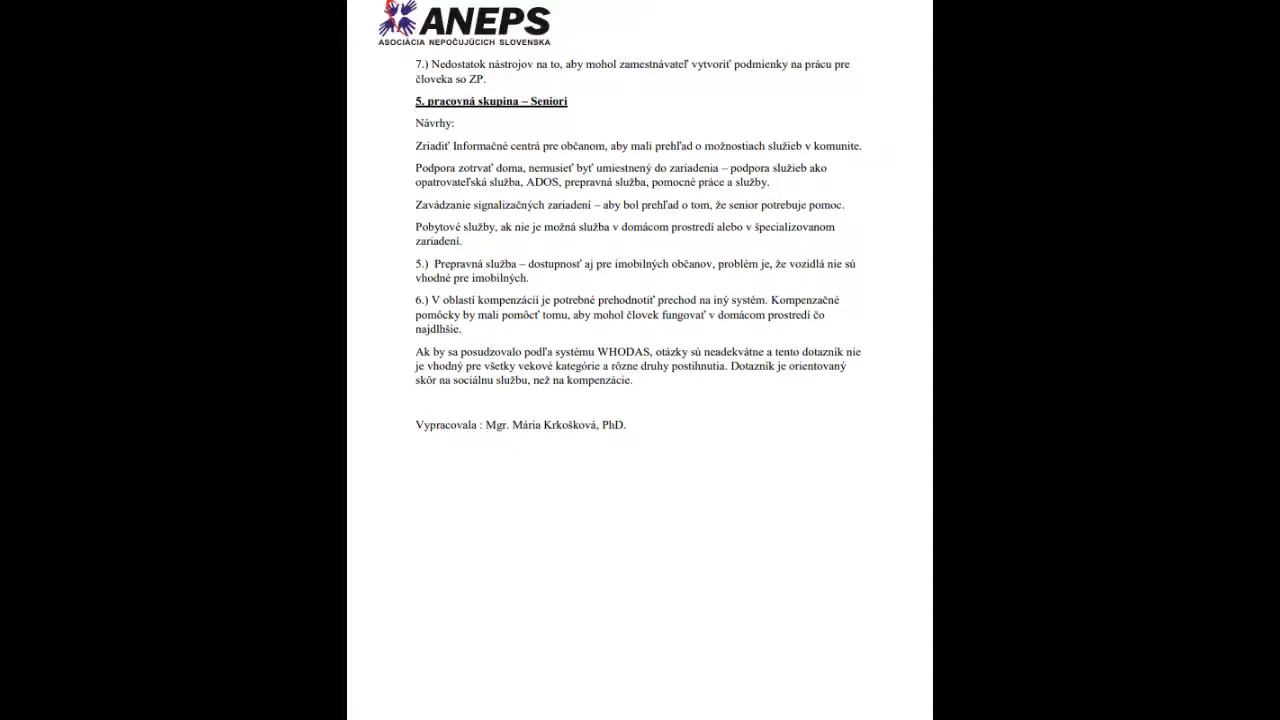 ANEPS
ASOCIÁCIA NEPOČUJÚCICH SLOVENSKA
7.) Nedostatok nástrojov na to, aby mohol zamestnávateľ vytvoriť podmienky na prácu pre
človeka so ZP.
5. pracovná skupina – Seniori
Návrhy:
Zriadiť Informačné centrá pre občanom, aby mali prehľad o možnostiach služieb v komunite.
Podpora zotrvať doma, nemusieť byť umiestnený do zariadenia – podpora služieb ako
opatrovateľská služba, ADOS, prepravná služba, pomocné práce a služby.
Zavádzanie signalizačných zariadení – aby bol prehľad o tom, že senior potrebuje pomoc.
Pobytové služby, ak nie je možná služba v domácom prostredí alebo v špecializovanom
zariadení.
5.) Prepravná služba – dostupnosť aj pre imobilných občanov, problém je, že vozidlá nie sú
vhodné pre imobilných.
6.) V oblastí kompenzácií je potrebné prehodnotiť prechod na iný systém. Kompenzačné
pomôcky by mali pomôcť tomu, aby mohol človek fungovať v domácom prostredí čo
najdlhšie.
Ak by sa posudzovalo podľa systému WHODAS, otázky sú neadekvátne a tento dotazník nie
je vhodný pre všetky vekové kategórie a rôzne druhy postihnutia. Dotazník je orientovaný
skôr na sociálnu službu, než na kompenzácie.
Vypracovala : Mgr. Mária Krkošková, PhD.